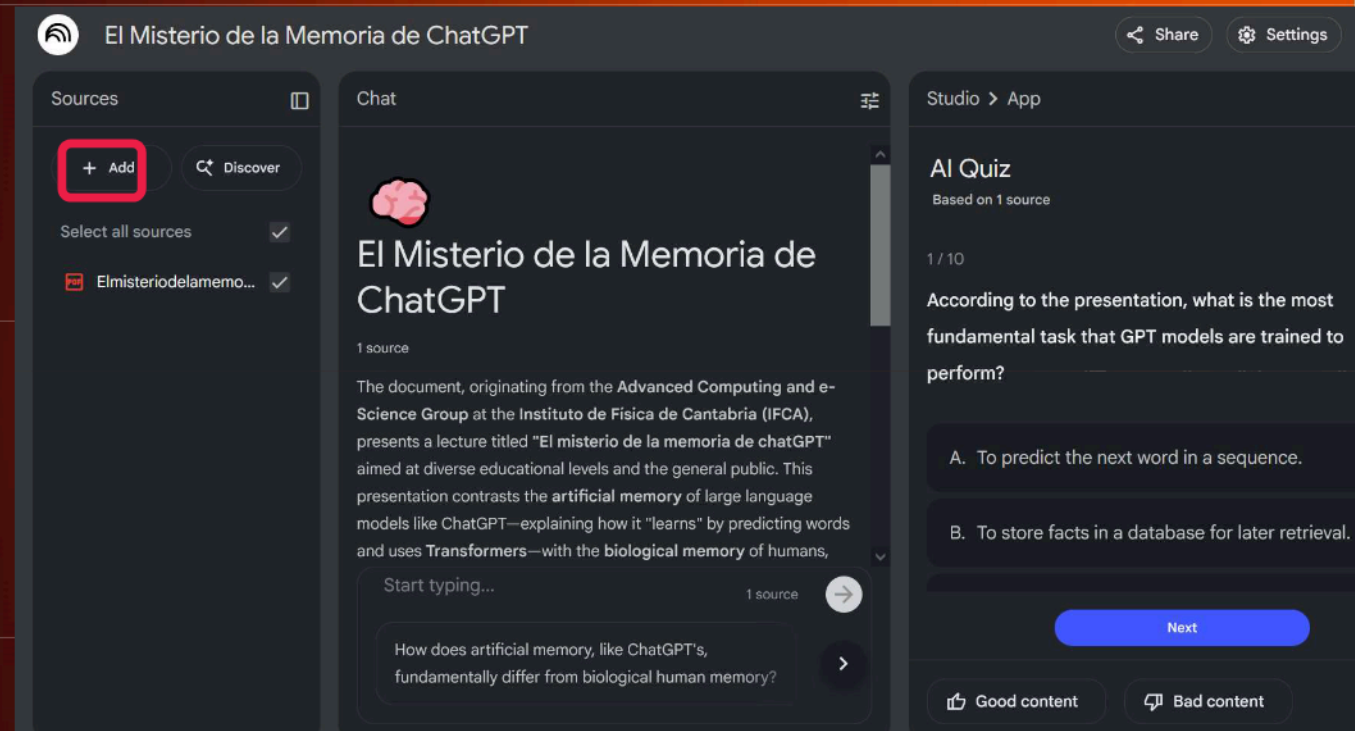 El Misterio de la Memoria de ChatGPT
Share
Settings
Sources
+ Add
Discover
Select all sources
PDF
Elmisteriodelamemo...
Chat
El Misterio de la Memoria de
ChatGPT
1 source
The document, originating from the Advanced Computing and e-
Science Group at the Instituto de Física de Cantabria (IFCA),
presents a lecture titled "El misterio de la memoria de chatGPT"
aimed at diverse educational levels and the general public. This
presentation contrasts the artificial memory of large language
models like ChatGPT—explaining how it "learns" by predicting words
and uses Transformers—with the biological memory of humans,
Start typing...
1 source
How does artificial memory, like ChatGPT's,
fundamentally differ from biological human memory?
Studio > App
AI Quiz
Based on 1 source
1 / 10
According to the presentation, what is the most
fundamental task that GPT models are trained to
perform?
A. To predict the next word in a sequence.
B. To store facts in a database for later retrieval.
Next
Good content
Bad content